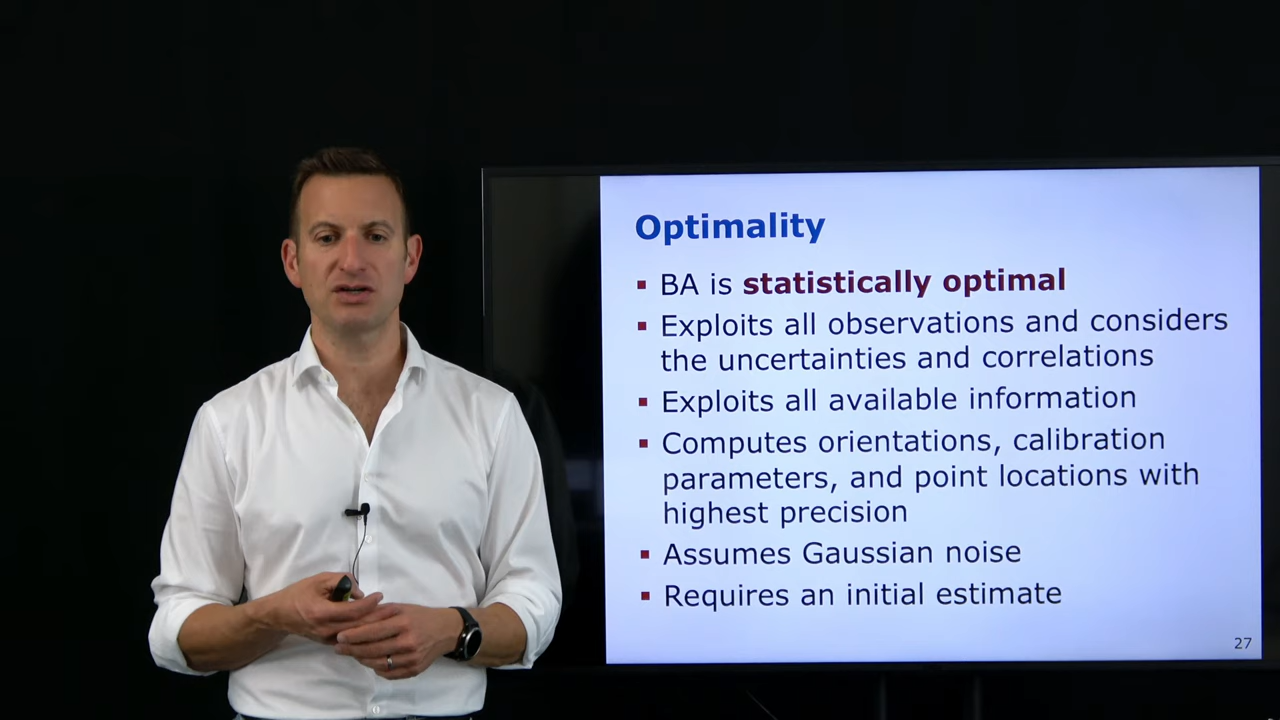 Optimality
BA is statistically optimal
Exploits all observations and considers
the uncertainties and correlations
Exploits all available information
Computes orientations, calibration
parameters, and point locations with
highest precision
Assumes Gaussian noise
Requires an initial estimate
27